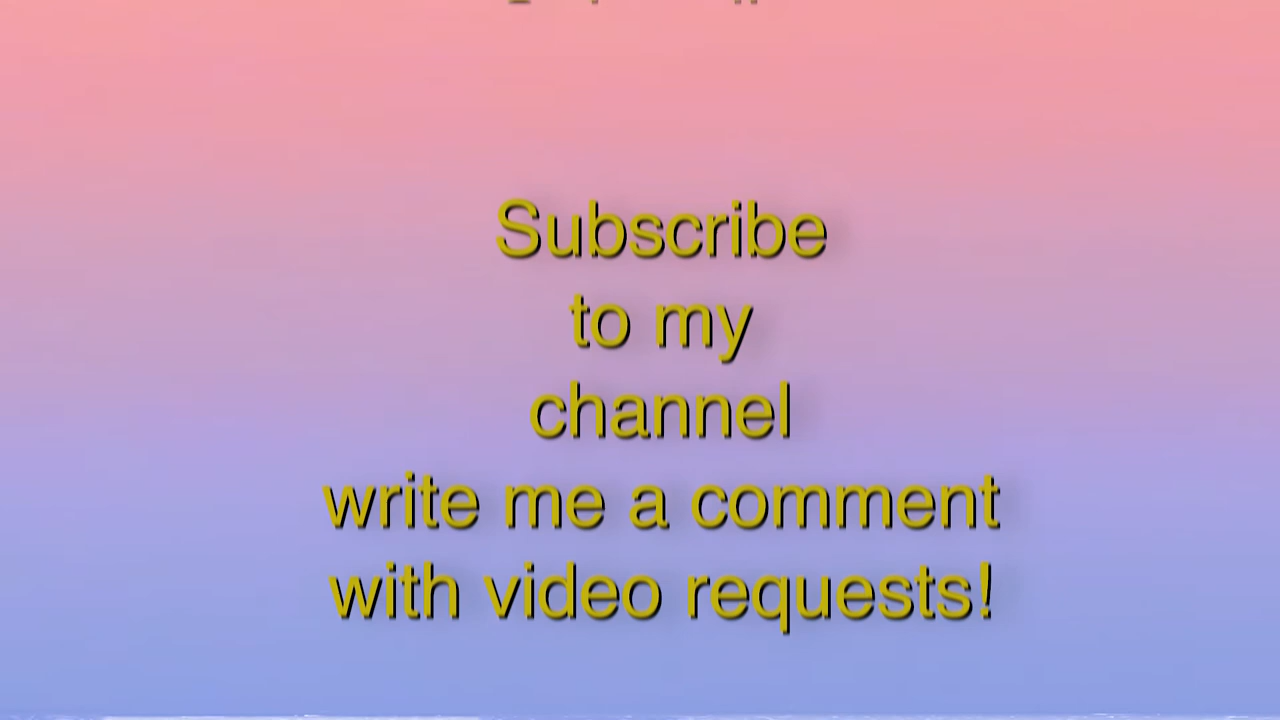 Subscribe
to my
channel
write me a comment
with video requests!